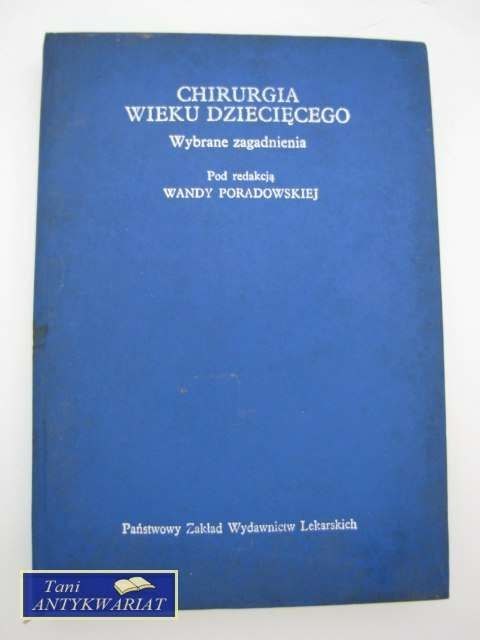 CHIRURGIA
WIEKU DZIECIĘCEGO
Wybrane zagadnienia
Pod redakcją
WANDY PORADOWSKIEJ
Państwowy Zakład Wydawnictw Lekarskich
Tani
ANTYKWARIAT